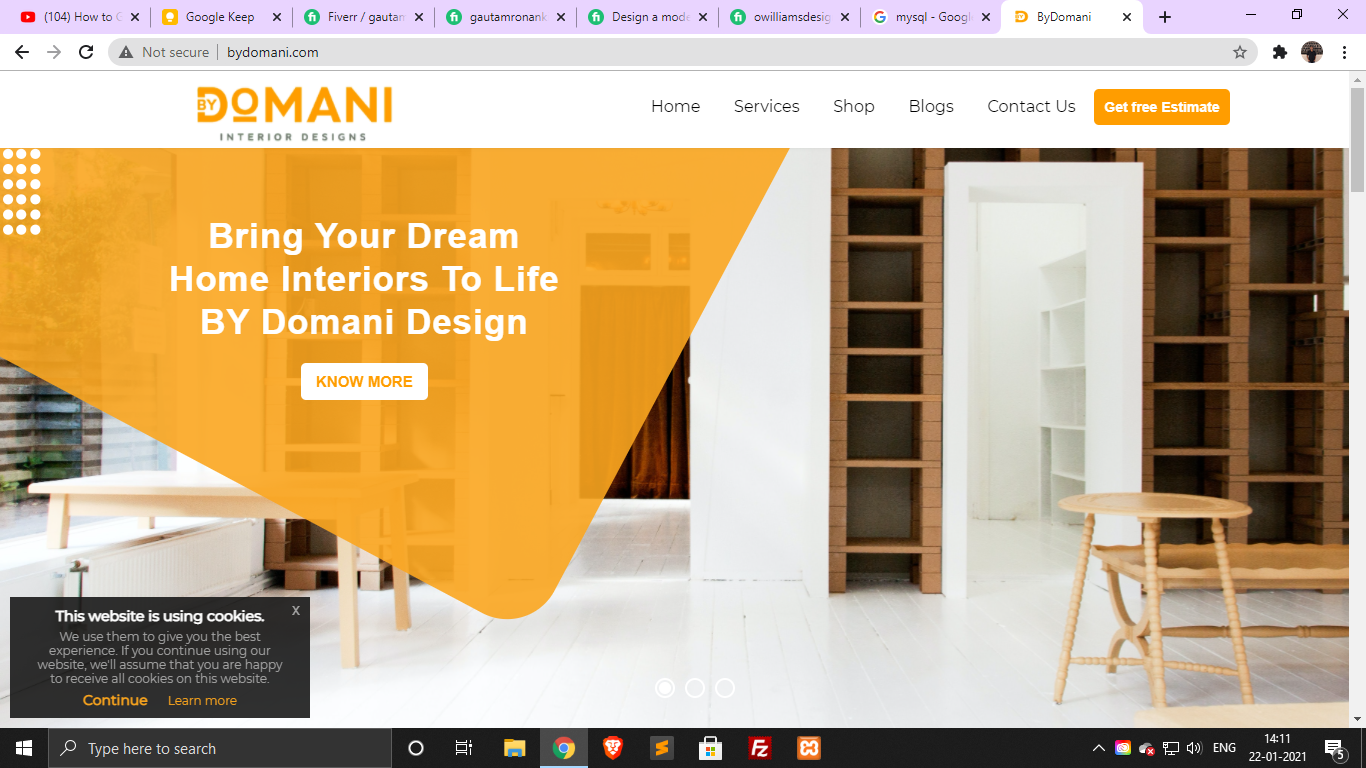 (104) How to G
Google Keep
Fiverr / gautam
gautamronank
Design a mode
owilliamsdesig
mysql - Google
ByDomani
Not secure
bydomani.com
BY DOMANI
INTERIOR DESIGNS
Home
Services
Shop
Blogs
Contact Us
Get free Estimate
Bring Your Dream
Home Interiors To Life
BY Domani Design
KNOW MORE
This website is using cookies.
X
We use them to give you the best
experience. If you continue using our
website, we'll assume that you are happy
to receive all cookies on this website.
Continue
Learn more
Type here to search
ENG
14:11
22-01-2021
5